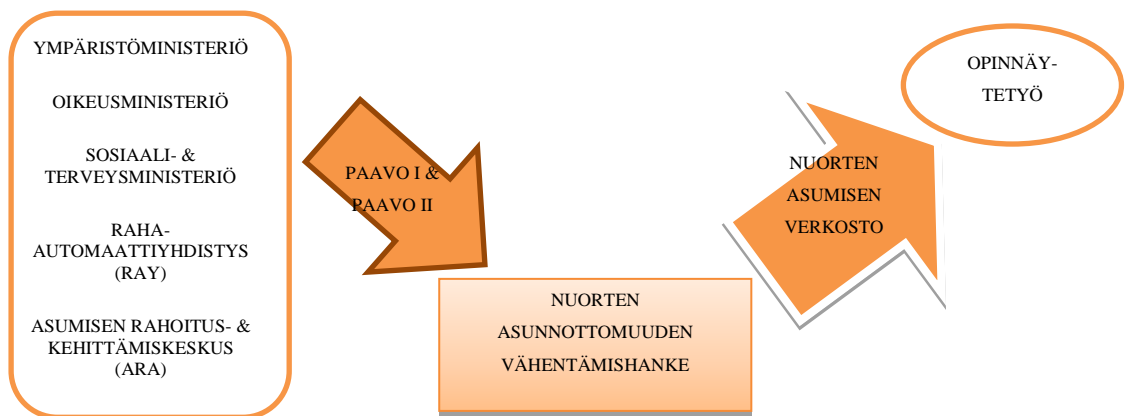 YMPÄRISTÖMINISTERIÖ
OIKEUSMINISTERIÖ
SOSIAALI- &
TERVEYSMINISTERIÖ
RAHA-
AUTOMAATTIYHDISTYS
(RAY)
ASUMISEN RAHOITUS- &
KEHITTÄMISKESKUS
(ARA)
PAAVO I &
PAAVO II
NUORTEN
ASUNNOTTOMUUDEN
VÄHENTÄMISHANKE
NUORTEN
ASUMISEN
VERKOSTO
OPINNÄY-
TETYÖ